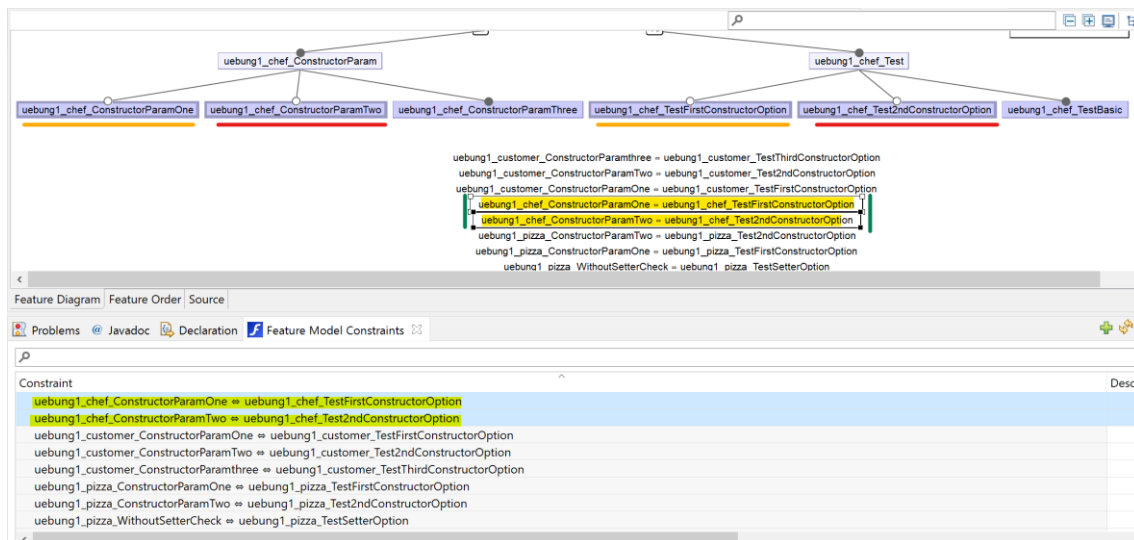 uebung1_chef_ConstructorParam
uebung1_chef_Test
uebung1_chef_ConstructorParamOne
uebung1_chef_ConstructorParamTwo
uebung1_chef_ConstructorParamThree
uebung1_chef_TestFirstConstructorOption
uebung1_chef_Test2ndConstructorOption
uebung1_chef_TestBasic
uebung1_customer_ConstructorParamthree ⇔ uebung1_customer_TestThirdConstructorOption
uebung1_customer_ConstructorParamTwo ⇔ uebung1_customer_Test2ndConstructorOption
uebung1_customer_ConstructorParamOne ⇔ uebung1_customer_TestFirstConstructorOption
uebung1_chef_ConstructorParamOne ⇔ uebung1_chef_TestFirstConstructorOption
uebung1_chef_ConstructorParamTwo ⇔ uebung1_chef_Test2ndConstructorOption
uebung1_pizza_ConstructorParamTwo ⇔ uebung1_pizza_Test2ndConstructorOption
uebung1_pizza_ConstructorParamOne ⇔ uebung1_pizza_TestFirstConstructorOption
uebung1_pizza_WithoutSetterCheck ⇔ uebung1_pizza_TestSetterOption
Feature Diagram Feature Order Source
Problems @ Javadoc Declaration Feature Model Constraints
Constraint Desc
uebung1_chef_ConstructorParamOne ⇔ uebung1_chef_TestFirstConstructorOption
uebung1_chef_ConstructorParamTwo ⇔ uebung1_chef_Test2ndConstructorOption
uebung1_customer_ConstructorParamOne ⇔ uebung1_customer_TestFirstConstructorOption
uebung1_customer_ConstructorParamTwo ⇔ uebung1_customer_Test2ndConstructorOption
uebung1_customer_ConstructorParamthree ⇔ uebung1_customer_TestThirdConstructorOption
uebung1_pizza_ConstructorParamOne ⇔ uebung1_pizza_TestFirstConstructorOption
uebung1_pizza_ConstructorParamTwo ⇔ uebung1_pizza_Test2ndConstructorOption
uebung1_pizza_WithoutSetterCheck ⇔ uebung1_pizza_TestSetterOption